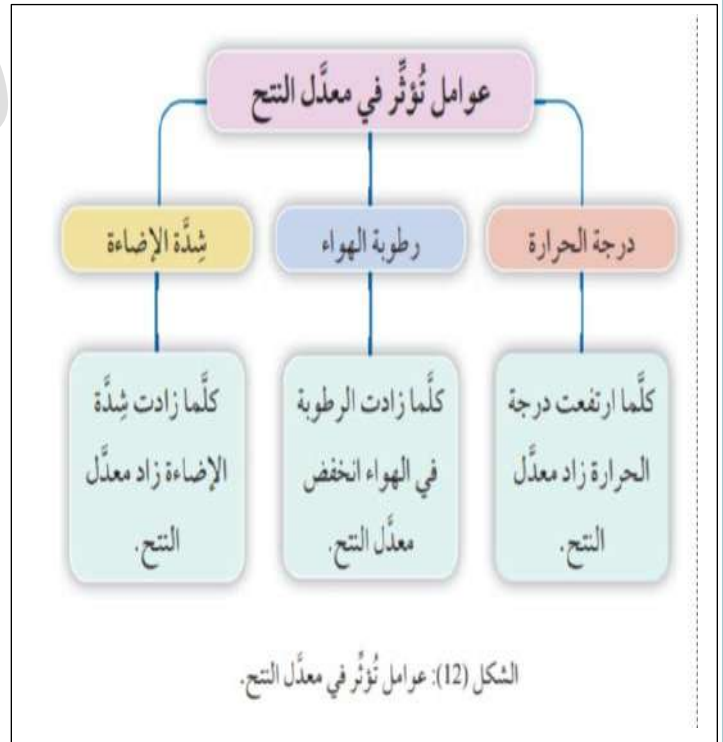 عوامل تُؤثِّر في معدَّل النتح
درجة الحرارة
رطوبة الهواء
شِدَّة الإضاءة
كلَّما ارتفعت درجة
الحرارة زاد معدَّل
النتح.
كلَّما زادت الرطوبة
في الهواء انخفض
معدَّل النتح.
كلَّما زادت شِدَّة
الإضاءة زاد معدَّل
النتح.
الشكل (12): عوامل تُؤثِّر في معدَّل النتح.